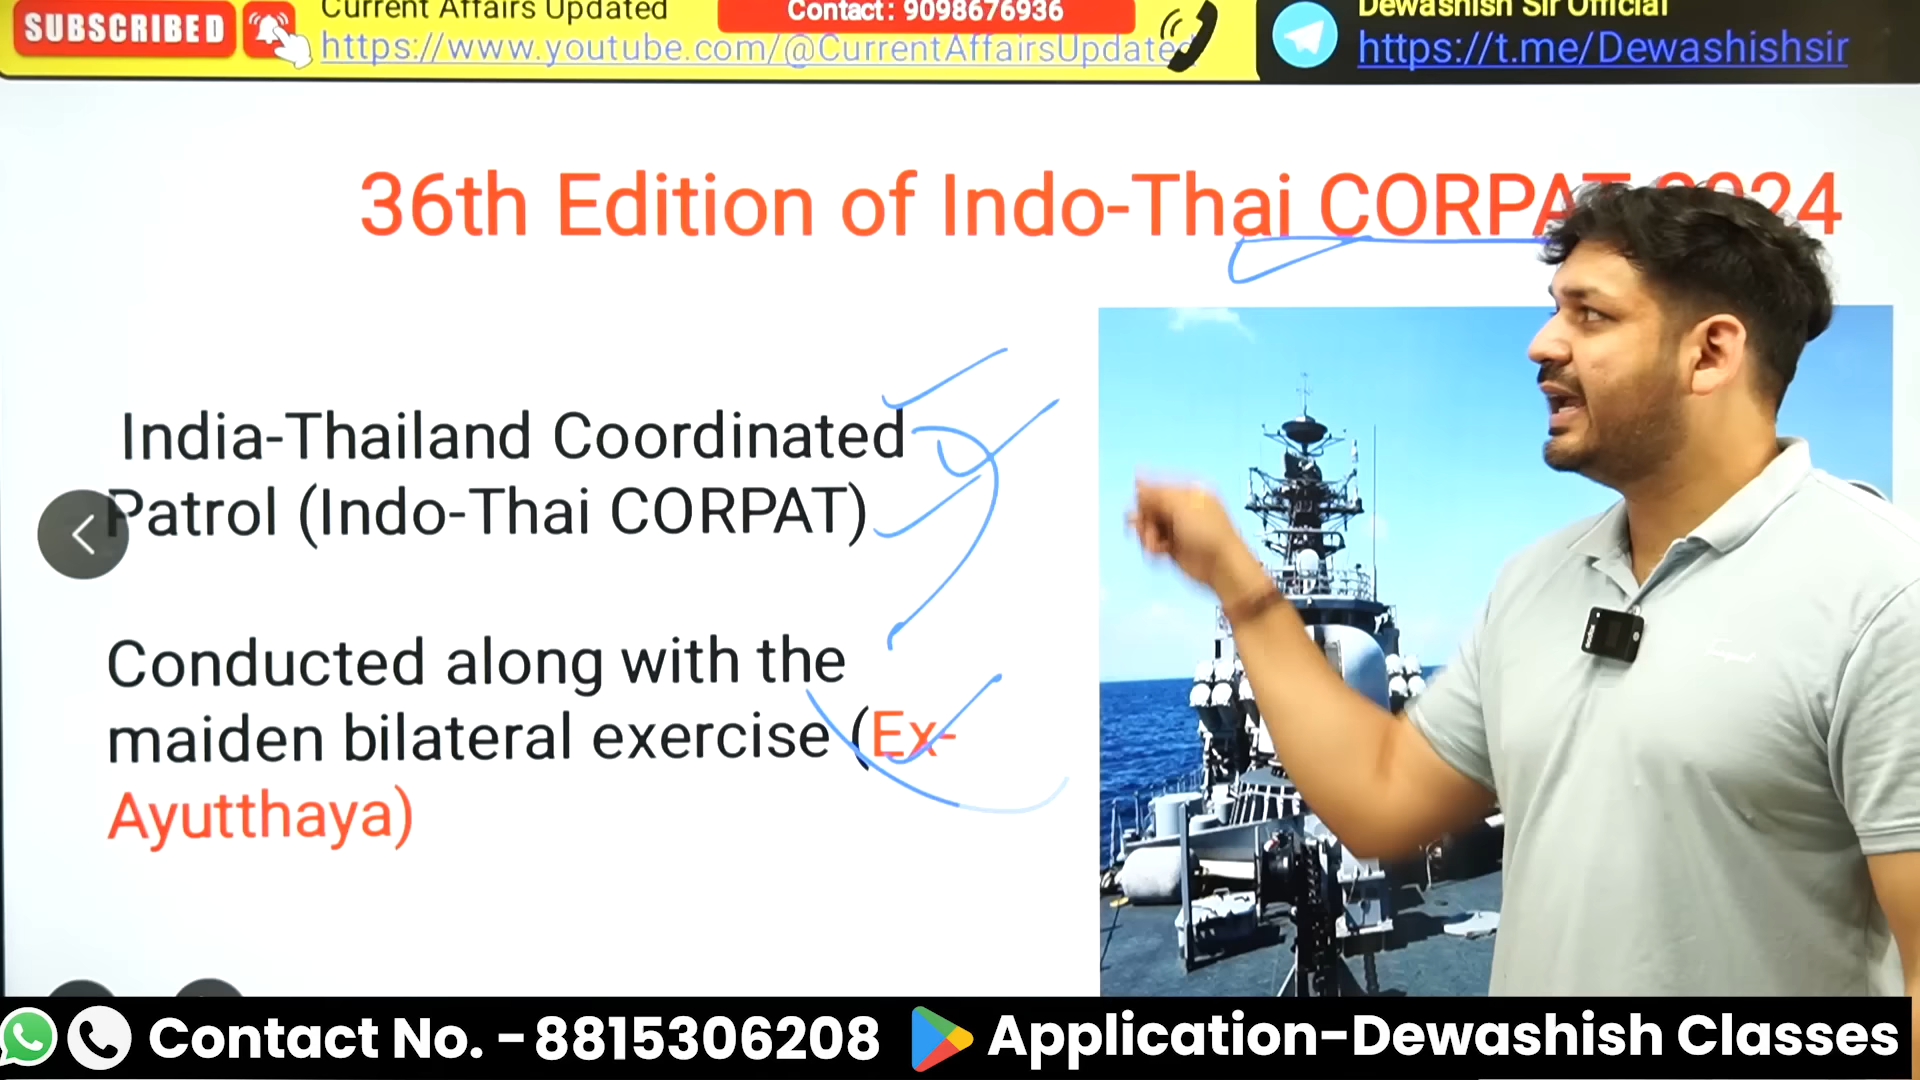 SUBSCRIBED
Current Affairs Updated
https://www.youtube.com/@CurrentAffairsUpdated
Contact: 9098676936
Dewashish Sir Official
https://t.me/Dewashishsir
36th Edition of Indo-Thai CORPAT 2024
India-Thailand Coordinated
Patrol (Indo-Thai CORPAT)
Conducted along with the
maiden bilateral exercise (Ex-
Ayutthaya)
Contact No. - 8815306208
Application-Dewashish Classes